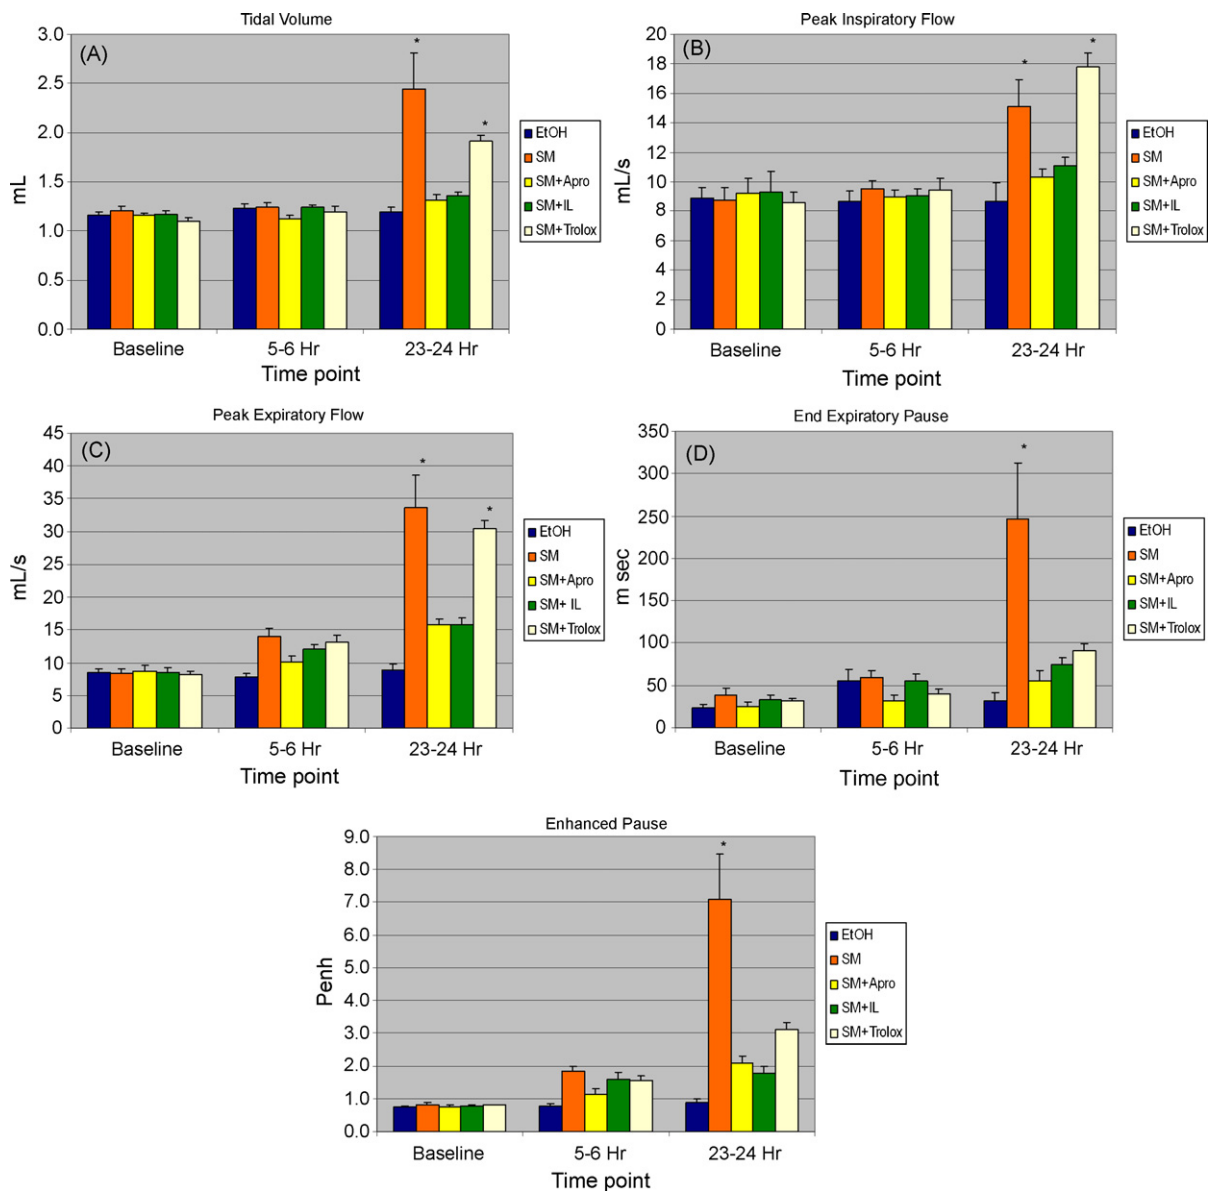 Tidal Volume
(A)
3.0
2.5
2.0
1.5
1.0
0.5
0.0
mL
*
*
Baseline
5-6 Hr
23-24 Hr
Time point
EtOH
SM
SM+Apro
SM+IL
SM+Trolox
Peak Inspiratory Flow
(B)
20
18
16
14
12
10
8
6
4
2
0
mL/s
*
*
Baseline
5-6 Hr
23-24 Hr
Time point
EtOH
SM
SM+Apro
SM+IL
SM+Trolox
Peak Expiratory Flow
(C)
45
40
35
30
25
20
15
10
5
0
mL/s
*
*
Baseline
5-6 Hr
23-24 Hr
Time point
EtOH
SM
SM+Apro
SM+ IL
SM+Trolox
End Expiratory Pause
(D)
350
300
250
200
150
100
50
0
m sec
*
Baseline
5-6 Hr
23-24 Hr
Time point
EtOH
SM
SM+Apro
SM+IL
SM+Trolox
Enhanced Pause
9.0
8.0
7.0
6.0
5.0
4.0
3.0
2.0
1.0
0.0
Penh
*
Baseline
5-6 Hr
23-24 Hr
Time point
EtOH
SM
SM+Apro
SM+IL
SM+Trolox